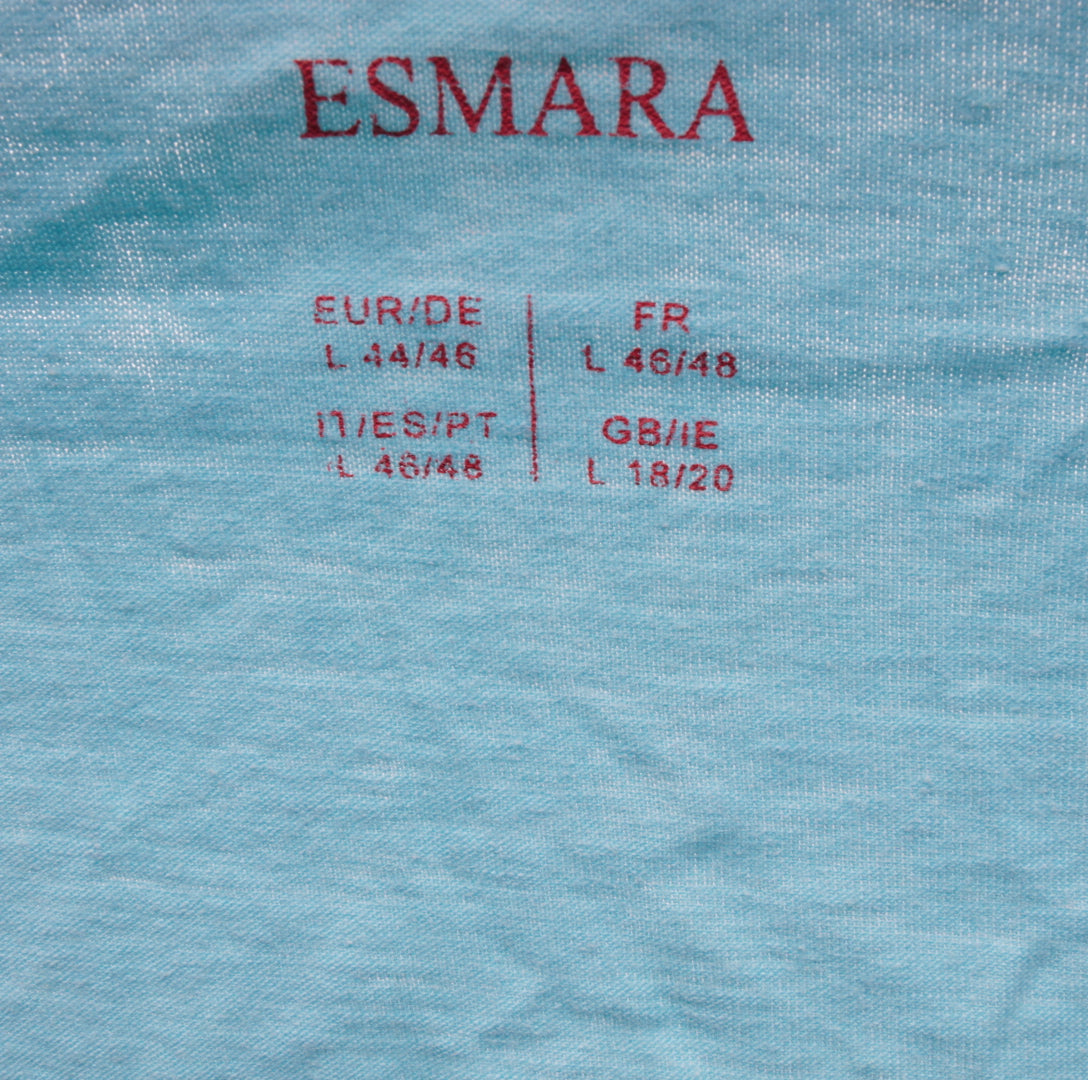 ESMARA
EUR/DE
L 44/46
IT/ES/PT
L 46/48
FR
L 46/48
GB/IE
L 18/20